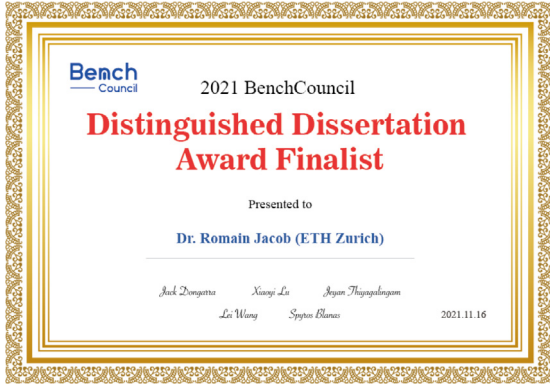 Bench
Council
2021 BenchCouncil
Distinguished Dissertation
Award Finalist
Presented to
Dr. Romain Jacob (ETH Zurich)
Jack Dongarra Xiaoyi Lu Jeyan Thiyagalingam
Lei Wang Spyros Blanas 2021.11.16